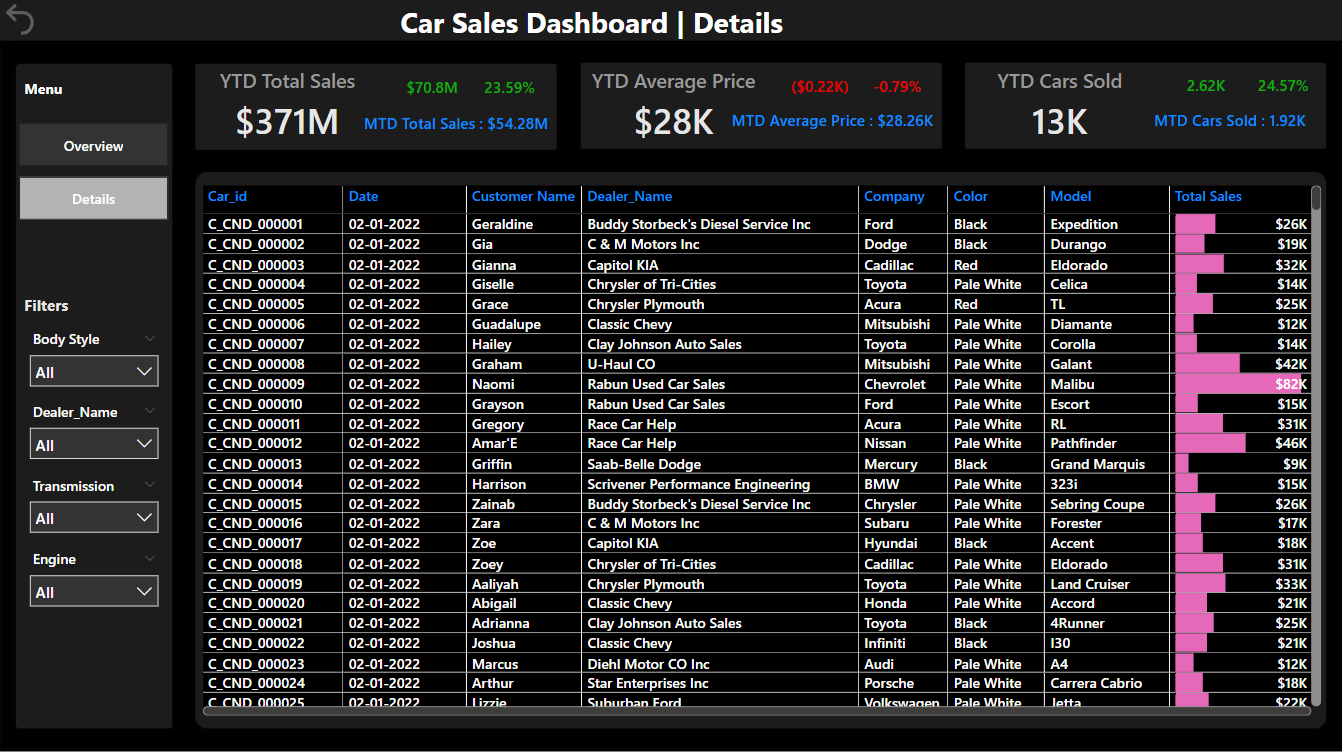 Car Sales Dashboard | Details
Menu
Overview
Details
Filters
Body Style
All
Dealer_Name
All
Transmission
All
Engine
All
YTD Total Sales $70.8M 23.59%
$371M MTD Total Sales : $54.28M
YTD Average Price ($0.22K) -0.79%
$28K MTD Average Price : $28.26K
YTD Cars Sold 2.62K 24.57%
13K MTD Cars Sold : 1.92K
Car_id Date Customer Name Dealer_Name Company Color Model Total Sales
C_CND_000001 02-01-2022 Geraldine Buddy Storbeck's Diesel Service Inc Ford Black Expedition $26K
C_CND_000002 02-01-2022 Gia C & M Motors Inc Dodge Black Durango $19K
C_CND_000003 02-01-2022 Gianna Capitol KIA Cadillac Red Eldorado $32K
C_CND_000004 02-01-2022 Giselle Chrysler of Tri-Cities Toyota Pale White Celica $14K
C_CND_000005 02-01-2022 Grace Chrysler Plymouth Acura Red TL $25K
C_CND_000006 02-01-2022 Guadalupe Classic Chevy Mitsubishi Pale White Diamante $12K
C_CND_000007 02-01-2022 Hailey Clay Johnson Auto Sales Toyota Pale White Corolla $14K
C_CND_000008 02-01-2022 Graham U-Haul CO Mitsubishi Pale White Galant $42K
C_CND_000009 02-01-2022 Naomi Rabun Used Car Sales Chevrolet Pale White Malibu $82K
C_CND_000010 02-01-2022 Grayson Rabun Used Car Sales Ford Pale White Escort $15K
C_CND_000011 02-01-2022 Gregory Race Car Help Acura Pale White RL $31K
C_CND_000012 02-01-2022 Amar'E Race Car Help Nissan Pale White Pathfinder $46K
C_CND_000013 02-01-2022 Griffin Saab-Belle Dodge Mercury Black Grand Marquis $9K
C_CND_000014 02-01-2022 Harrison Scrivener Performance Engineering BMW Pale White 323i $15K
C_CND_000015 02-01-2022 Zainab Buddy Storbeck's Diesel Service Inc Chrysler Pale White Sebring Coupe $26K
C_CND_000016 02-01-2022 Zara C & M Motors Inc Subaru Pale White Forester $17K
C_CND_000017 02-01-2022 Zoe Capitol KIA Hyundai Black Accent $18K
C_CND_000018 02-01-2022 Zoey Chrysler of Tri-Cities Cadillac Pale White Eldorado $31K
C_CND_000019 02-01-2022 Aaliyah Chrysler Plymouth Toyota Pale White Land Cruiser $33K
C_CND_000020 02-01-2022 Abigail Classic Chevy Honda Pale White Accord $21K
C_CND_000021 02-01-2022 Adrianna Clay Johnson Auto Sales Toyota Black 4Runner $25K
C_CND_000022 02-01-2022 Joshua Classic Chevy Infiniti Black I30 $21K
C_CND_000023 02-01-2022 Marcus Diehl Motor CO Inc Audi Pale White A4 $12K
C_CND_000024 02-01-2022 Arthur Star Enterprises Inc Porsche Pale White Carrera Cabrio $18K
C_CND_000025 02-01-2022 Lizzie Suburban Ford Volkswagen Pale White Jetta $22K